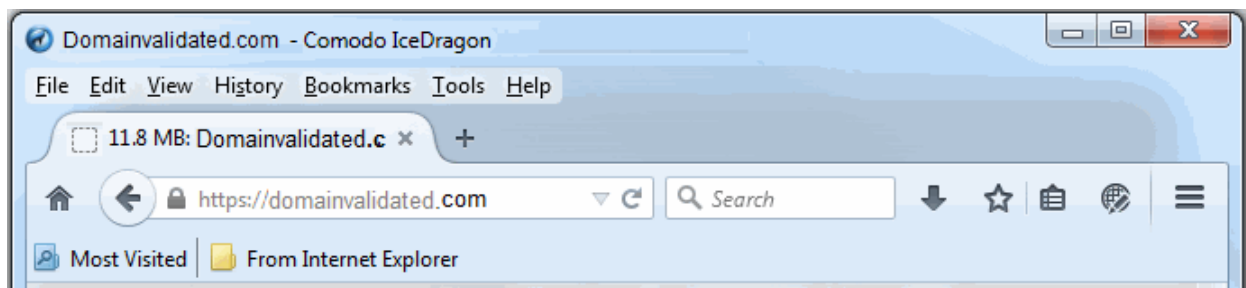 Domainvalidated.com - Comodo IceDragon
File Edit View History Bookmarks Tools Help
11.8 MB: Domainvalidated.c
https://domainvalidated.com Search
Most Visited From Internet Explorer